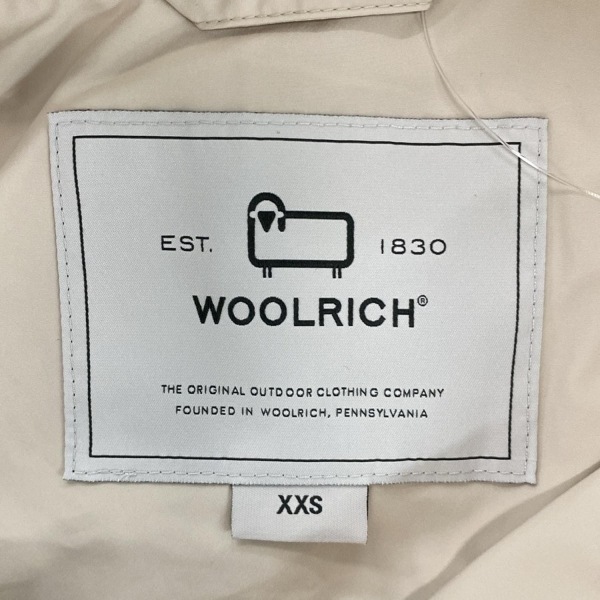 EST. 1830
WOOLRICH®
THE ORIGINAL OUTDOOR CLOTHING COMPANY
FOUNDED IN WOOLRICH, PENNSYLVANIA
XXS